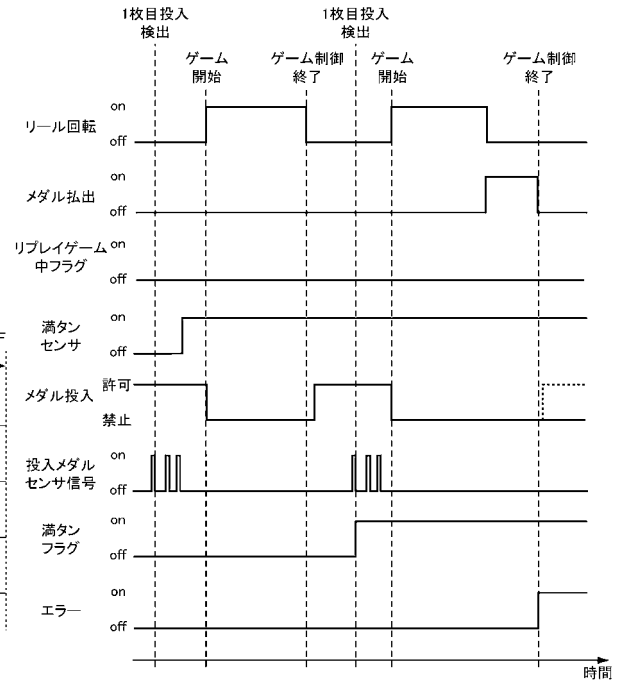 1枚目投入
検出
1枚目投入
検出
ゲーム
開始
ゲーム制御
終了
ゲーム
開始
ゲーム制御
終了
リール回転
on
off
メダル払出
on
off
リプレイゲーム
中フラグ
on
off
満タン
センサ
on
off
メダル投入
許可
禁止
投入メダル
センサ信号
on
off
満タン
フラグ
on
off
エラー
on
off
時間